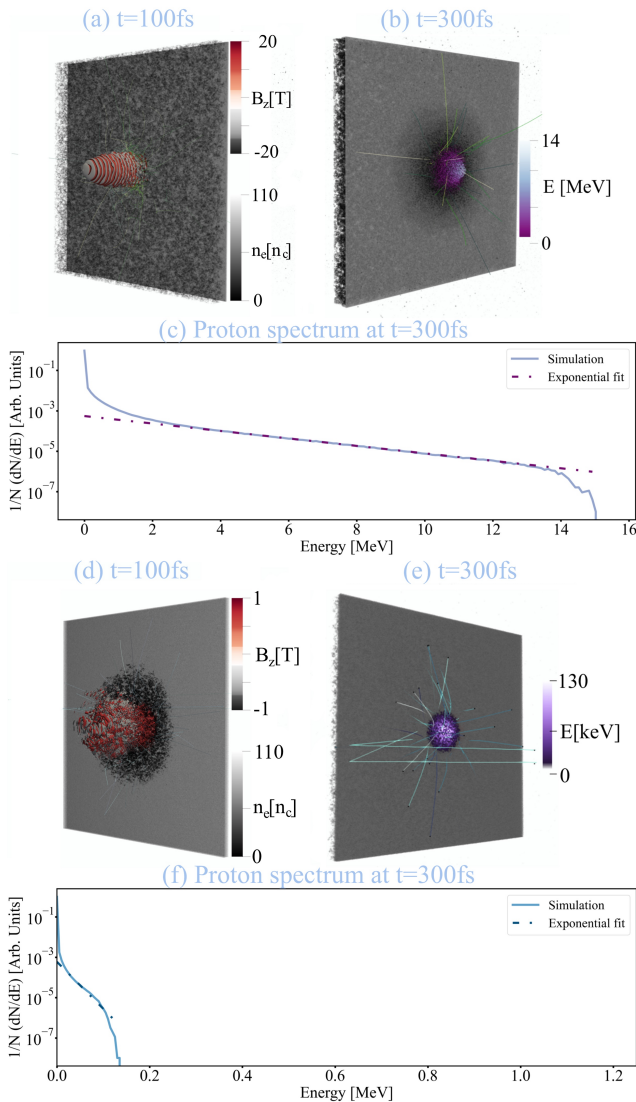 (a) t=100fs
(b) t=300fs
20
B_z[T]
-20
110
n_e[n_c]
0
14
E [MeV]
0
(c) Proton spectrum at t=300fs
1/N (dN/dE) [Arb. Units]
10^-1
10^-3
10^-5
10^-7
Simulation
Exponential fit
0 2 4 6 8 10 12 14 16
Energy [MeV]
(d) t=100fs
(e) t=300fs
1
B_z[T]
-1
110
n_e[n_c]
0
130
E[keV]
0
(f) Proton spectrum at t=300fs
1/N (dN/dE) [Arb. Units]
10^-1
10^-3
10^-5
10^-7
Simulation
Exponential fit
0.0 0.2 0.4 0.6 0.8 1.0 1.2
Energy [MeV]